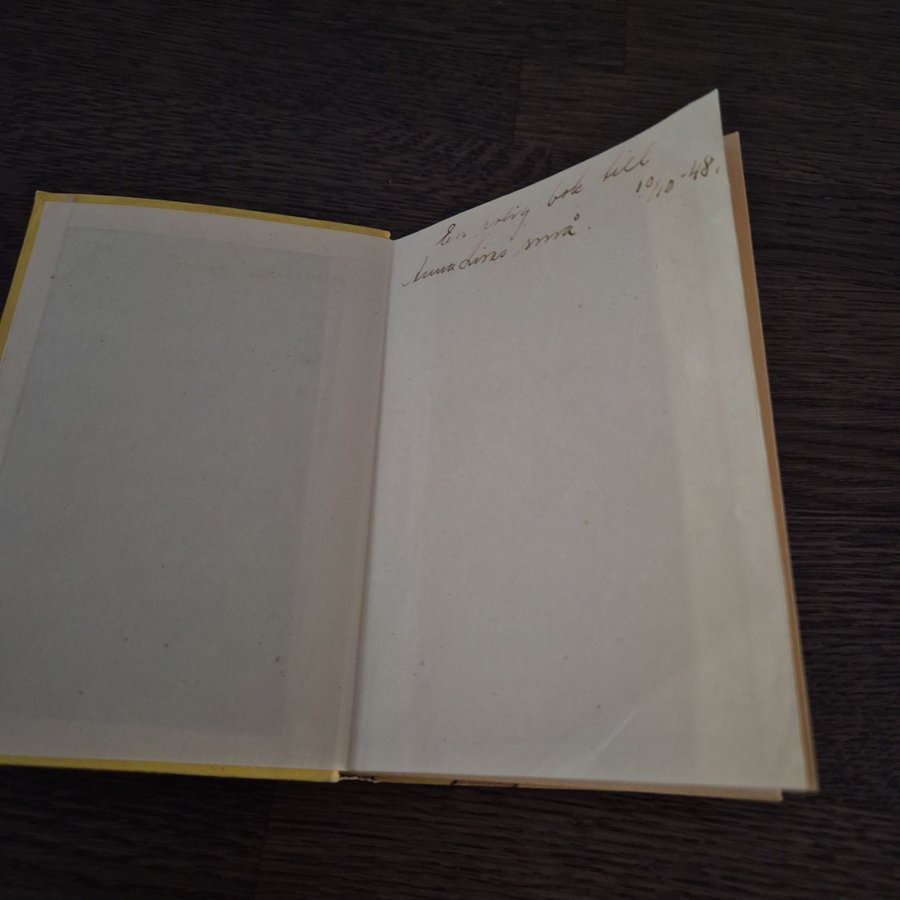 En rolig bok till
10/10 -48.
små.